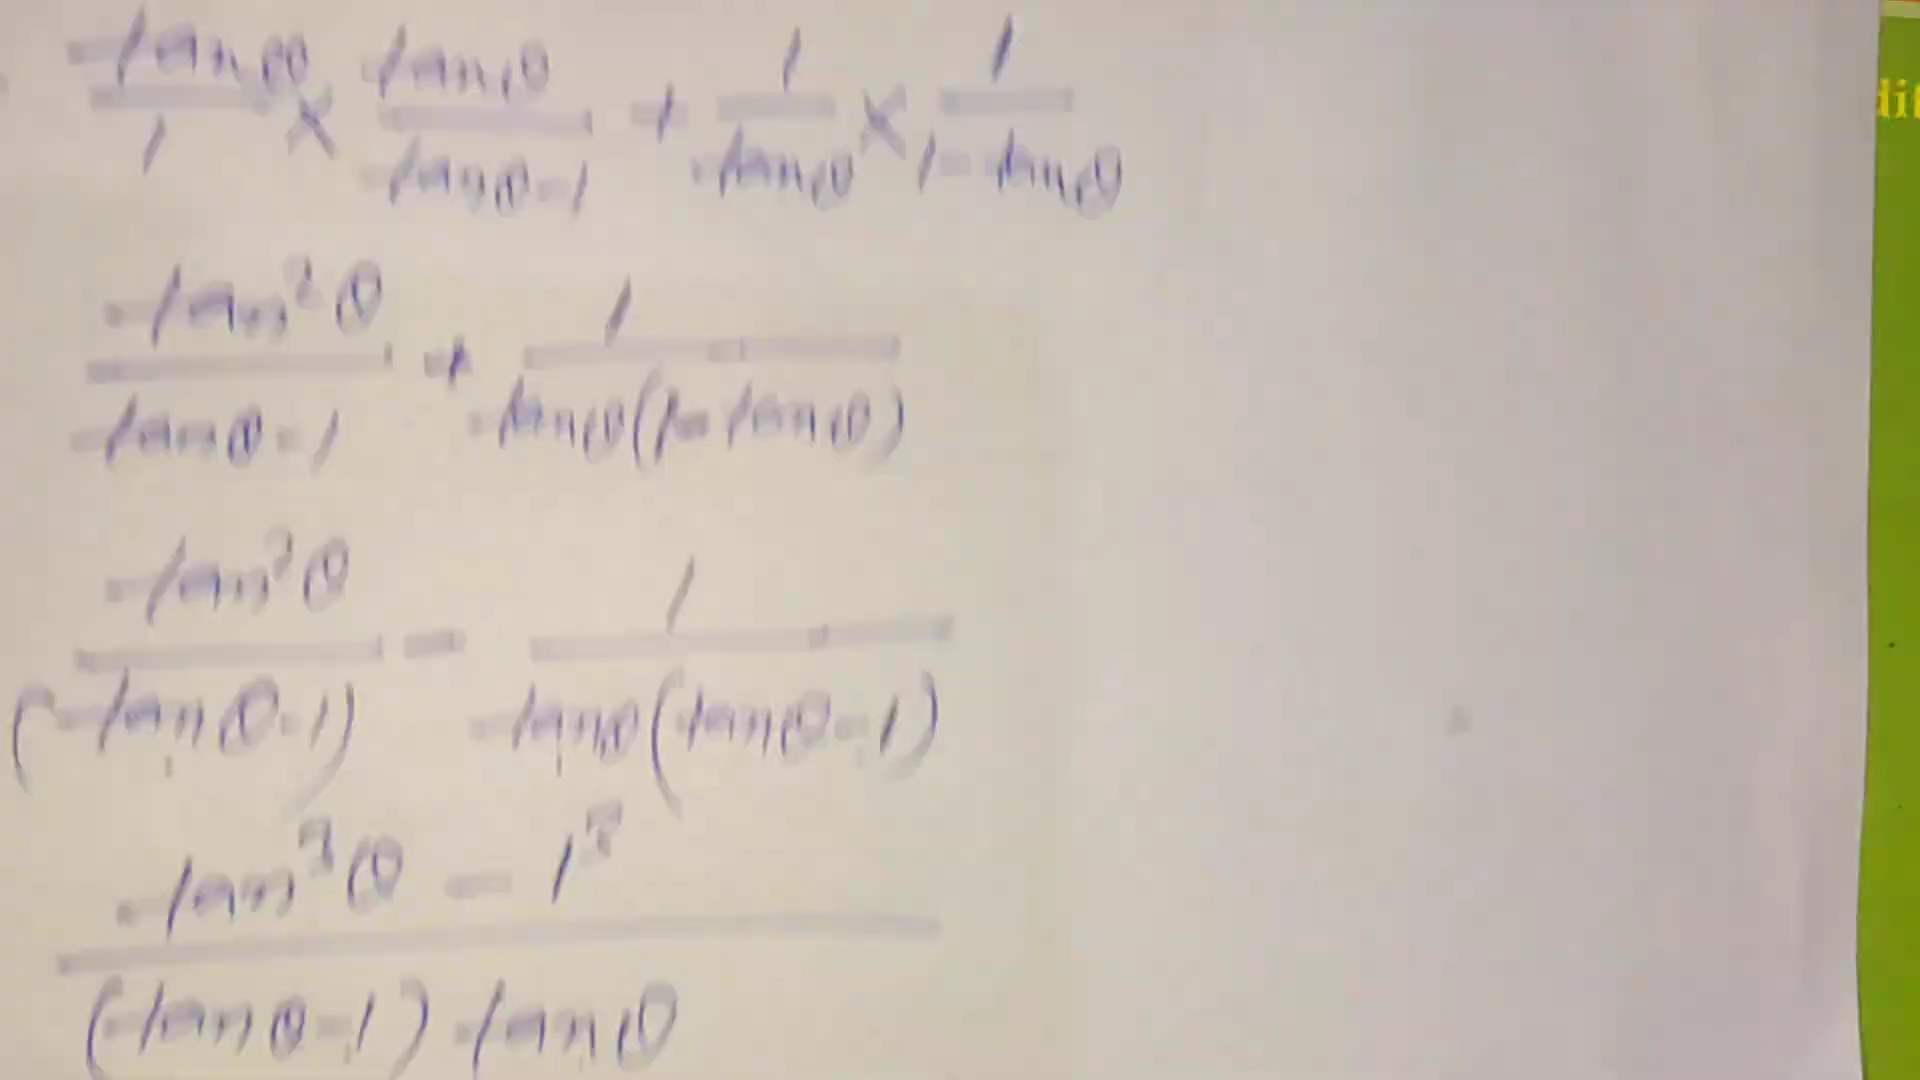 tanθ/1 × tanθ/(tanθ-1) + 1/tanθ × 1/(1-tanθ)
tan²θ/(tanθ-1) + 1/(tanθ(1-tanθ))
tan²θ/(tanθ-1) - 1/(tanθ(tanθ-1))
(tan³θ - 1³)/((tanθ-1) tanθ)